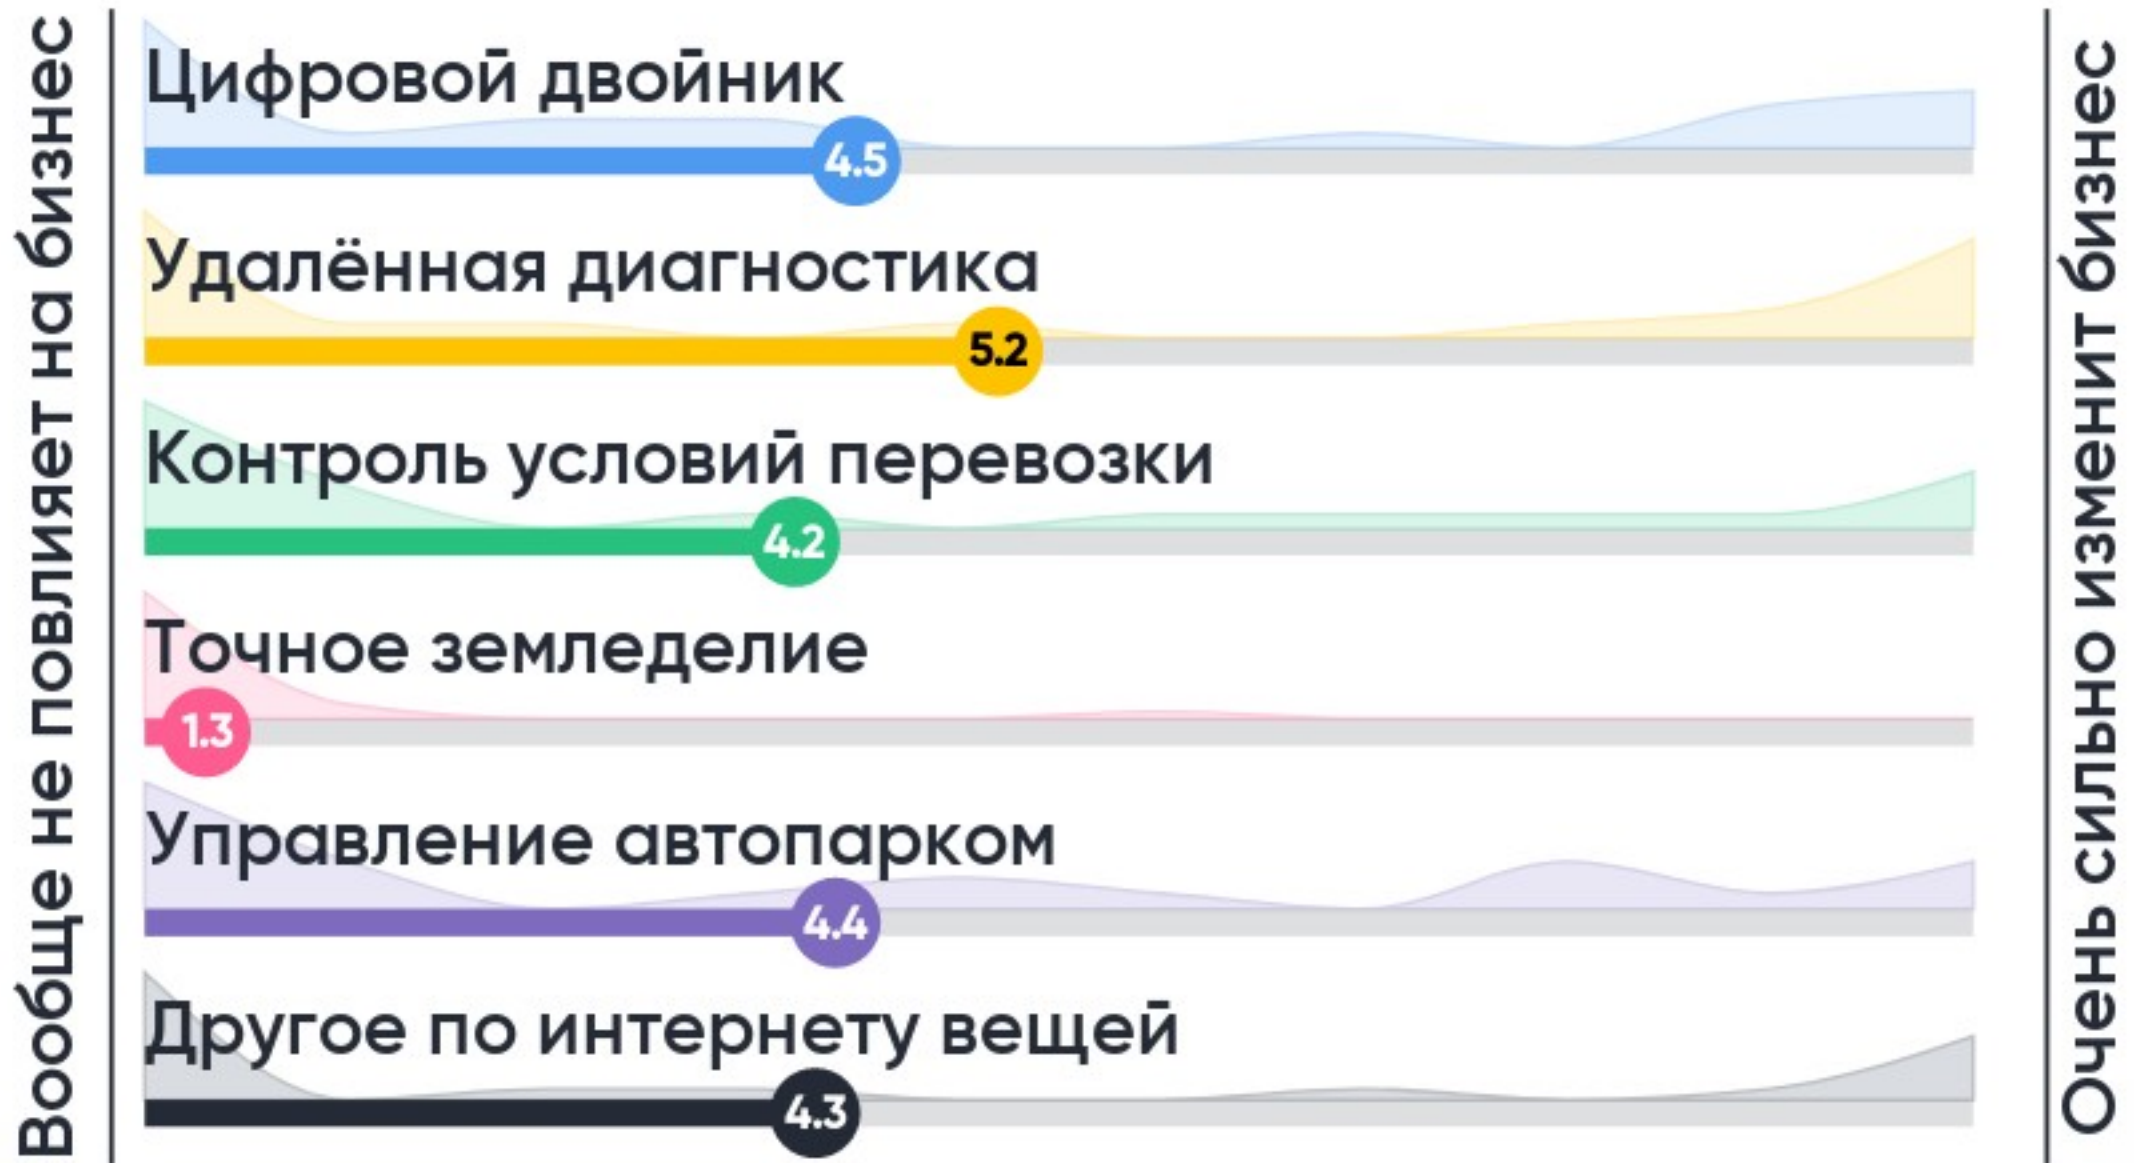 Вообще не повлияет на бизнес
Цифровой двойник
4.5
Удалённая диагностика
5.2
Контроль условий перевозки
4.2
Точное земледелие
1.3
Управление автопарком
4.4
Другое по интернету вещей
4.3
Очень сильно изменит бизнес